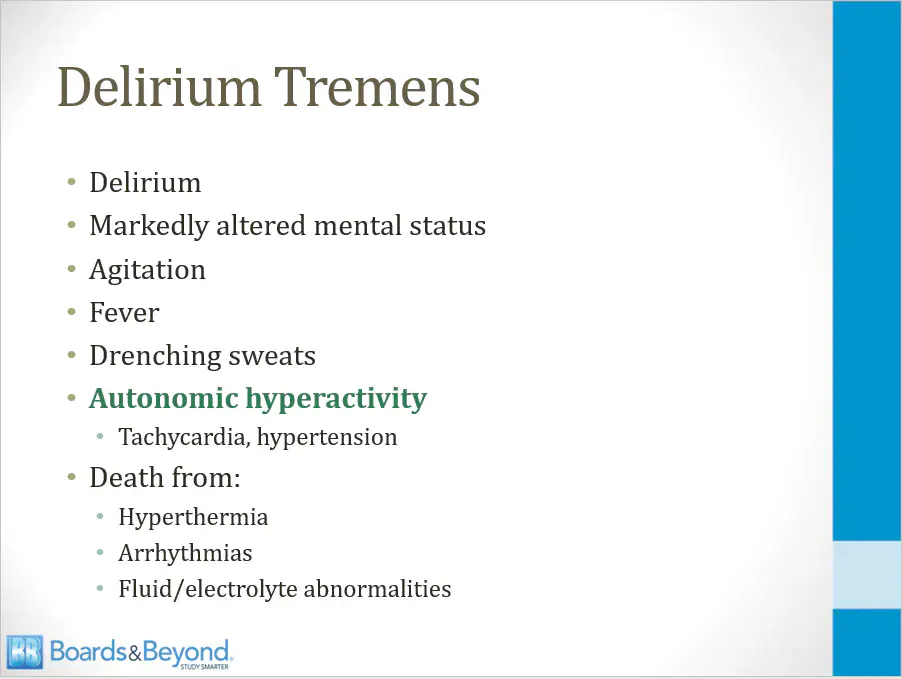 Delirium Tremens
• Delirium
• Markedly altered mental status
• Agitation
• Fever
• Drenching sweats
• Autonomic hyperactivity
• Tachycardia, hypertension
• Death from:
• Hyperthermia
• Arrhythmias
• Fluid/electrolyte abnormalities
BB Boards&Beyond.
STUDY SMARTER